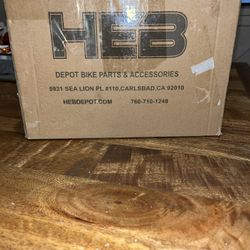 HEB
DEPOT BIKE PARTS & ACCESSORIES
5931 SEA LION PL #110,CARLSBAD,CA 92010
HEBDEPOT.COM 760-710-1248